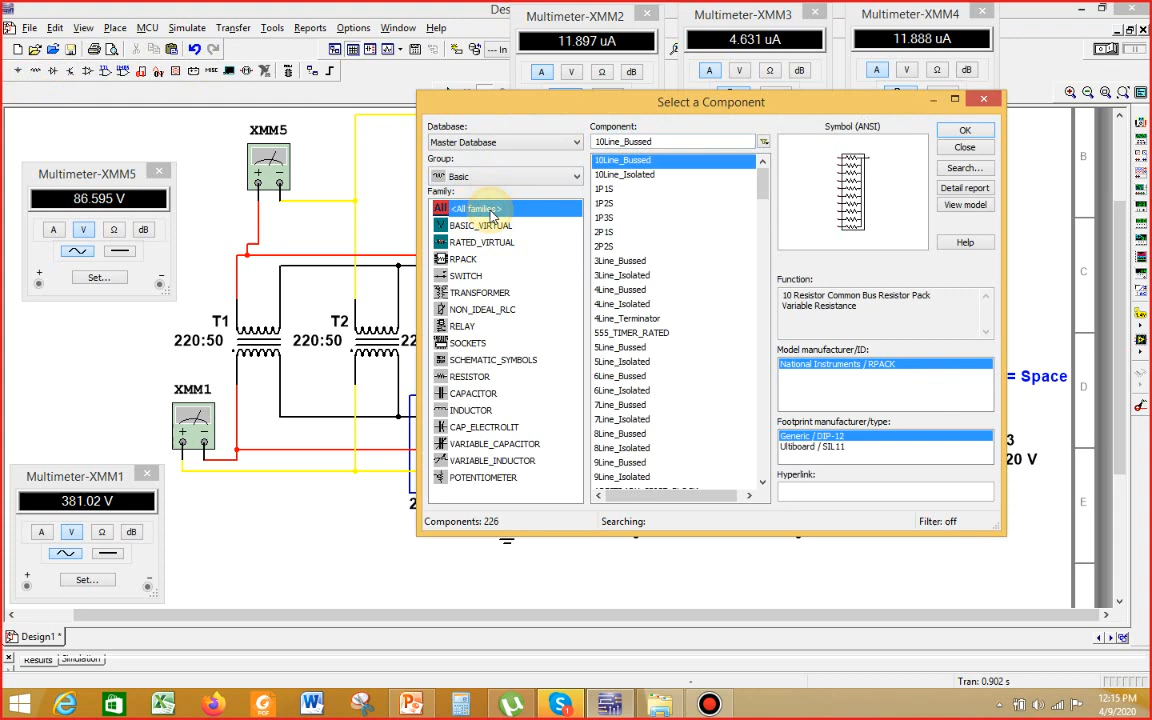 Des
Multimeter-XMM2
Multimeter-XMM3
Multimeter-XMM4
File Edit View Place MCU Simulate Transfer Tools Reports Options Window Help
11.897 uA
4.631 uA
11.888 uA
--- In
A V Ω dB
A V Ω dB
A V Ω dB
MISC
Select a Component
Database:
Master Database
Group:
Basic
Family:
All <All families>
BASIC_VIRTUAL
RATED_VIRTUAL
RPACK
SWITCH
TRANSFORMER
NON_IDEAL_RLC
RELAY
SOCKETS
SCHEMATIC_SYMBOLS
RESISTOR
CAPACITOR
INDUCTOR
CAP_ELECTROLIT
VARIABLE_CAPACITOR
VARIABLE_INDUCTOR
POTENTIOMETER
Component:
10Line_Bussed
10Line_Bussed
10Line_Isolated
1P1S
1P2S
1P3S
2P1S
2P2S
3Line_Bussed
3Line_Isolated
4Line_Bussed
4Line_Isolated
4Line_Terminator
555_TIMER_RATED
5Line_Bussed
5Line_Isolated
6Line_Bussed
6Line_Isolated
7Line_Bussed
7Line_Isolated
8Line_Bussed
8Line_Isolated
9Line_Bussed
9Line_Isolated
Symbol (ANSI)
OK
Close
Search...
Detail report
View model
Help
Function:
10 Resistor Common Bus Resistor Pack
Variable Resistance
Model manufacturer/ID:
National Instruments / RPACK
Footprint manufacturer/type:
Generic / DIP-12
Ultiboard / SIL11
Hyperlink:
Components: 226
Searching:
Filter: off
XMM5
Multimeter-XMM5
86.595 V
A V Ω dB
+ −
Set...
T1
T2
220:50
220:50
22
XMM1
Multimeter-XMM1
381.02 V
A V Ω dB
+ −
Set...
2
B
C
D
E
= Space
3
20 V
Design1 *
Results Simulation
-
Tran: 0.902 s
12:15 PM
4/9/2020